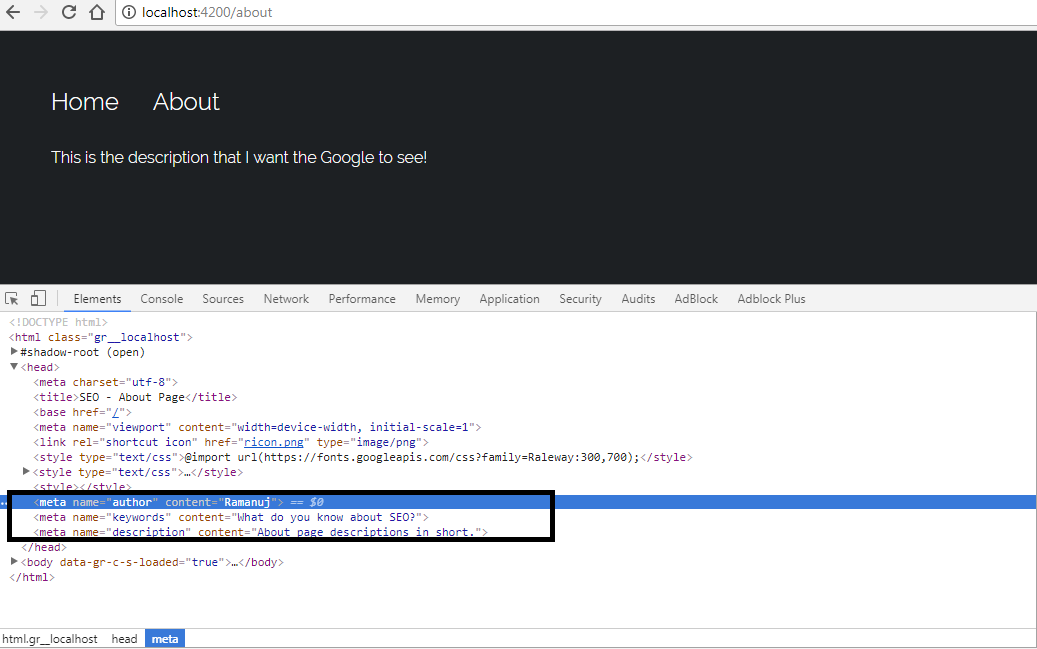 localhost:4200/about
Home About
This is the description that I want the Google to see!
Elements Console Sources Network Performance Memory Application Security Audits AdBlock Adblock Plus
<!DOCTYPE html>
<html class="gr__localhost">
▶#shadow-root (open)
▼<head>
<meta charset="utf-8">
<title>SEO - About Page</title>
<base href="/">
<meta name="viewport" content="width=device-width, initial-scale=1">
<link rel="shortcut icon" href="ricon.png" type="image/png">
<style type="text/css">@import url(https://fonts.googleapis.com/css?family=Raleway:300,700);</style>
▶<style type="text/css">…</style>
<style></style>
<meta name="author" content="Ramanuj"> == $0
<meta name="keywords" content="What do you know about SEO?">
<meta name="description" content="About page descriptions in short.">
</head>
▶<body data-gr-c-s-loaded="true">…</body>
</html>
html.gr__localhost head meta